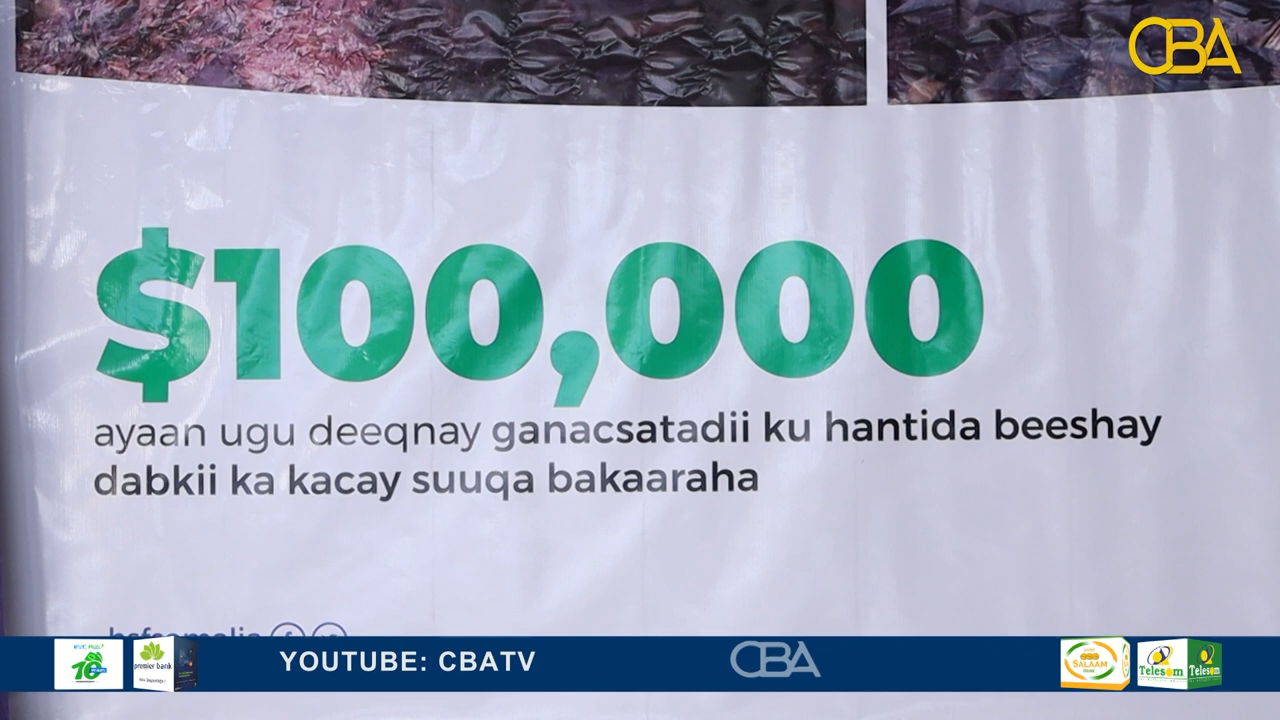 CBA
$100,000
ayaan ugu deeqnay ganacsatadii ku hantida beeshay
dabkii ka kacay suuqa bakaaraha
hsfsomalia
premier bank
YOUTUBE: CBATV
CBA
SALAAM
Telesom
Telesom